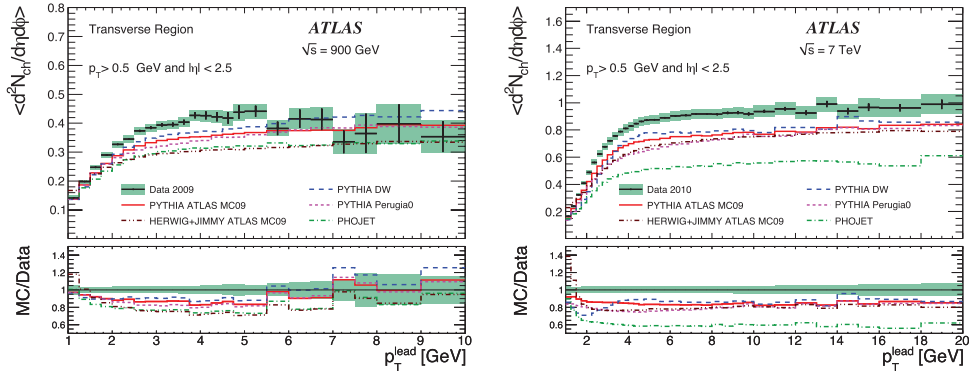 <d²N_ch/dηdφ>
Transverse Region
ATLAS
√s = 900 GeV
p_T > 0.5 GeV and |η| < 2.5
0.7
0.6
0.5
0.4
0.3
0.2
0.1
Data 2009
PYTHIA ATLAS MC09
HERWIG+JIMMY ATLAS MC09
PYTHIA DW
PYTHIA Perugia0
PHOJET
MC/Data
1.4
1.2
1
0.8
0.6
1 2 3 4 5 6 7 8 9 10
p_T^lead [GeV]
<d²N_ch/dηdφ>
Transverse Region
ATLAS
√s = 7 TeV
p_T > 0.5 GeV and |η| < 2.5
1.6
1.4
1.2
1
0.8
0.6
0.4
0.2
Data 2010
PYTHIA ATLAS MC09
HERWIG+JIMMY ATLAS MC09
PYTHIA DW
PYTHIA Perugia0
PHOJET
MC/Data
1.4
1.2
1
0.8
0.6
2 4 6 8 10 12 14 16 18 20
p_T^lead [GeV]